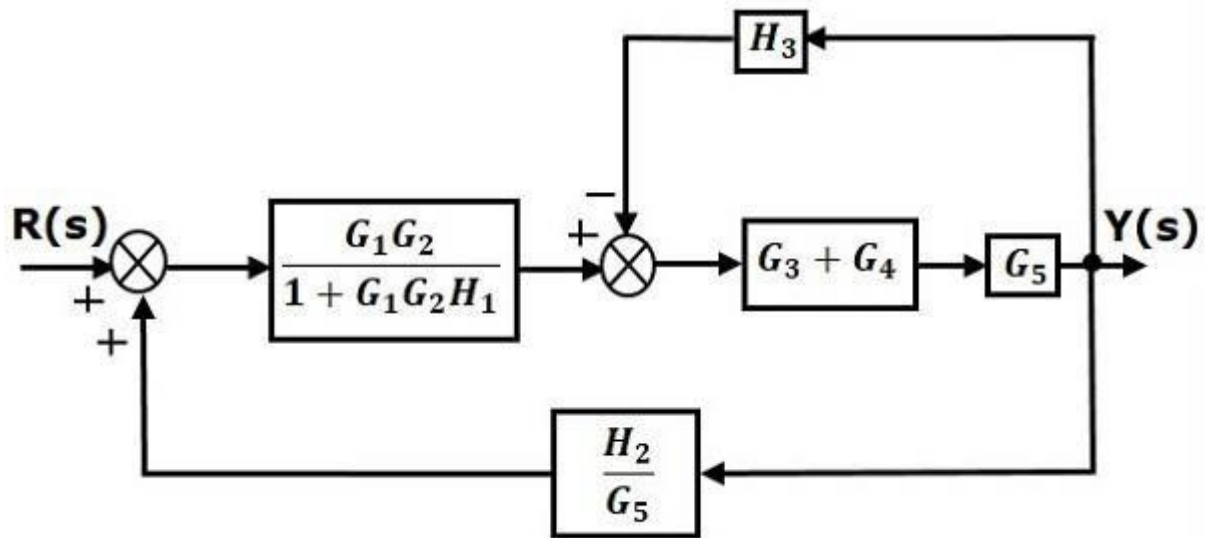 H₃
−
R(s)
+
+
G₁G₂
1 + G₁G₂H₁
+
G₃ + G₄
G₅
Y(s)
H₂
G₅